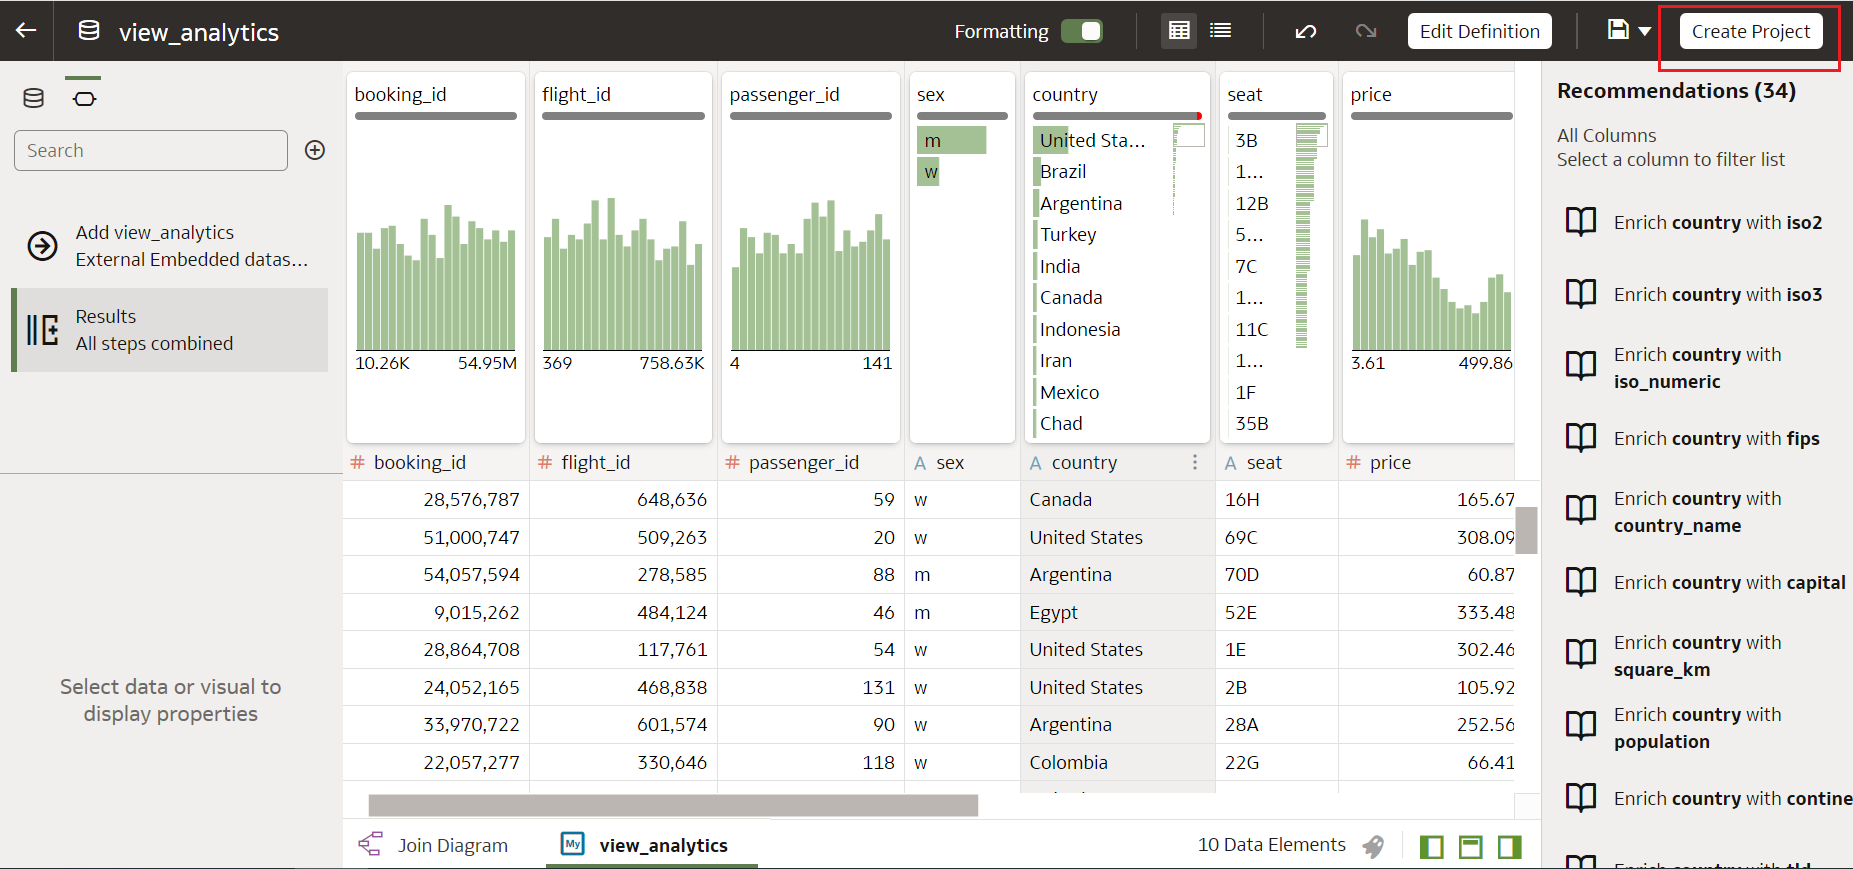 view_analytics
Formatting
Edit Definition
Create Project
Search
Add view_analytics
External Embedded datas...
Results
All steps combined
Select data or visual to
display properties
booking_id
10.26K 54.95M
flight_id
369 758.63K
passenger_id
4 141
sex
m
w
country
United Sta...
Brazil
Argentina
Turkey
India
Canada
Indonesia
Iran
Mexico
Chad
seat
3B
1...
12B
5...
7C
1...
11C
1...
1F
35B
price
3.61 499.86
# booking_id # flight_id # passenger_id A sex A country A seat # price
28,576,787 648,636 59 w Canada 16H 165.67
51,000,747 509,263 20 w United States 69C 308.09
54,057,594 278,585 88 m Argentina 70D 60.87
9,015,262 484,124 46 m Egypt 52E 333.48
28,864,708 117,761 54 w United States 1E 302.46
24,052,165 468,838 131 w United States 2B 105.92
33,970,722 601,574 90 w Argentina 28A 252.56
22,057,277 330,646 118 w Colombia 22G 66.41
Join Diagram
My view_analytics
10 Data Elements
Recommendations (34)
All Columns
Select a column to filter list
Enrich country with iso2
Enrich country with iso3
Enrich country with
iso_numeric
Enrich country with fips
Enrich country with
country_name
Enrich country with capital
Enrich country with
square_km
Enrich country with
population
Enrich country with contine
Enrich country with tld